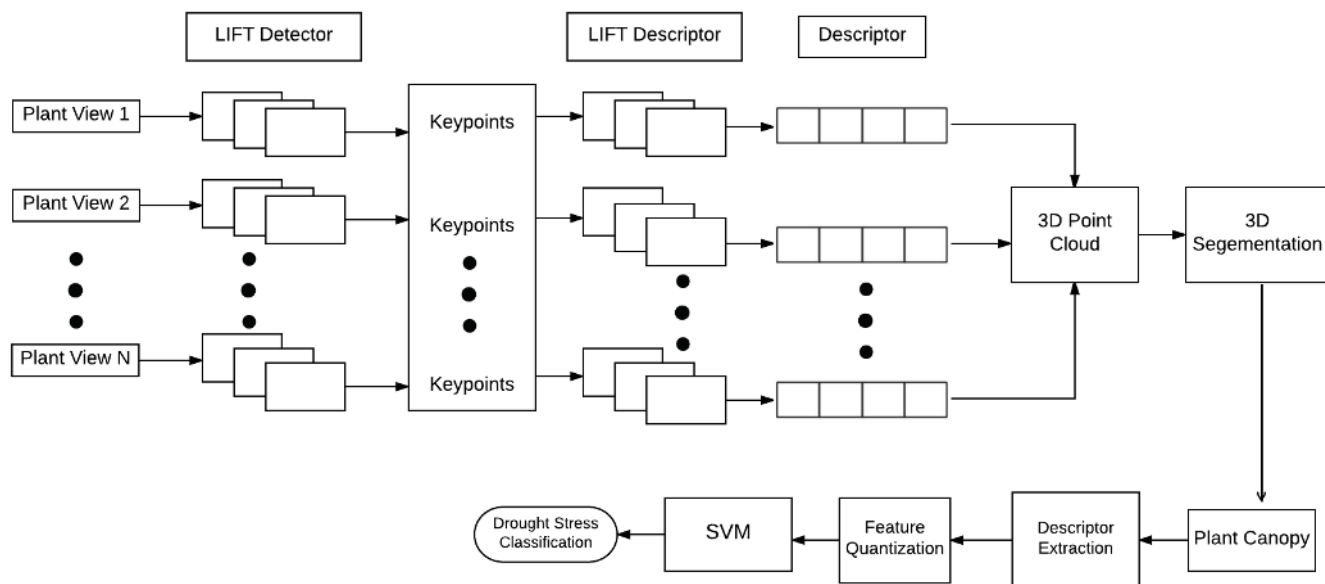 LIFT Detector
LIFT Descriptor
Descriptor
Plant View 1
Keypoints
Plant View 2
Keypoints
3D Point
Cloud
3D
Segementation
Plant View N
Keypoints
Drought Stress
Classification
SVM
Feature
Quantization
Descriptor
Extraction
Plant Canopy